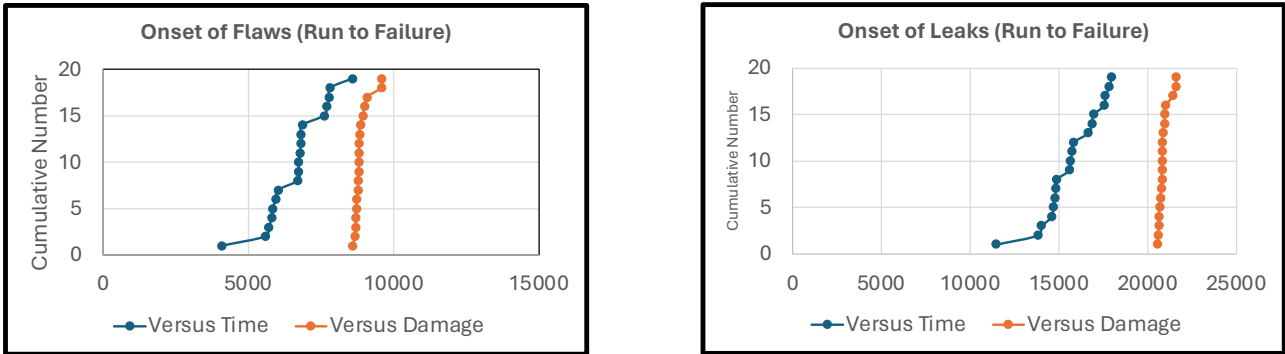 Onset of Flaws (Run to Failure)
Cumulative Number
20
15
10
5
0
0 5000 10000 15000
Versus Time Versus Damage
Onset of Leaks (Run to Failure)
Cumulative Number
20
15
10
5
0
0 5000 10000 15000 20000 25000
Versus Time Versus Damage